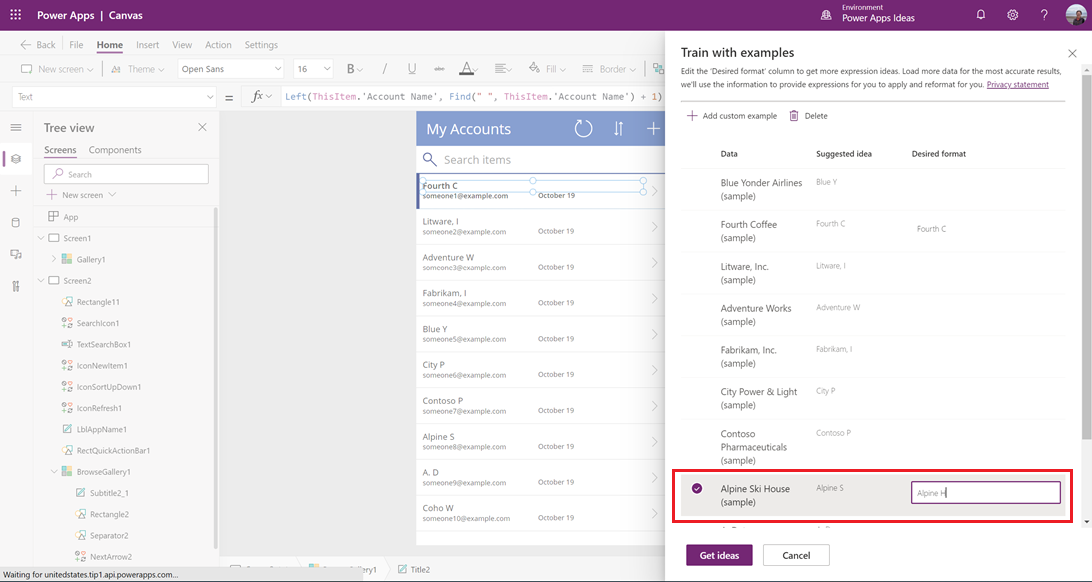 Power Apps | Canvas
Environment
Power Apps Ideas
Back File Home Insert View Action Settings
New screen Theme Open Sans 16 B / U abc A Fill Border
Text = fx Left(ThisItem.'Account Name', Find(" ", ThisItem.'Account Name') + 1)
Tree view
Screens Components
Search
New screen
App
Screen1
Gallery1
Screen2
Rectangle11
SearchIcon1
TextSearchBox1
IconNewItem1
IconSortUpDown1
IconRefresh1
LblAppName1
RectQuickActionBar1
BrowseGallery1
Subtitle2_1
Rectangle2
Separator2
NextArrow2
Waiting for unitedstates.tip1.api.powerapps.com...
My Accounts
Search items
Fourth C
someone1@example.com October 19
Litware, I
someone2@example.com October 19
Adventure W
someone3@example.com October 19
Fabrikam, I
someone4@example.com October 19
Blue Y
someone5@example.com October 19
City P
someone6@example.com October 19
Contoso P
someone7@example.com October 19
Alpine S
someone8@example.com October 19
A. D
someone9@example.com October 19
Coho W
someone10@example.com October 19
Gallery1 Title2
Train with examples
Edit the 'Desired format' column to get more expression ideas. Load more data for the most accurate results,
we'll use the information to provide expressions for you to apply and reformat for you. Privacy statement
Add custom example Delete
Data Suggested idea Desired format
Blue Yonder Airlines Blue Y
(sample)
Fourth Coffee Fourth C Fourth C
(sample)
Litware, Inc. Litware, I
(sample)
Adventure Works Adventure W
(sample)
Fabrikam, Inc. Fabrikam, I
(sample)
City Power & Light City P
(sample)
Contoso Contoso P
Pharmaceuticals
(sample)
Alpine Ski House Alpine S Alpine H
(sample)
Get ideas Cancel